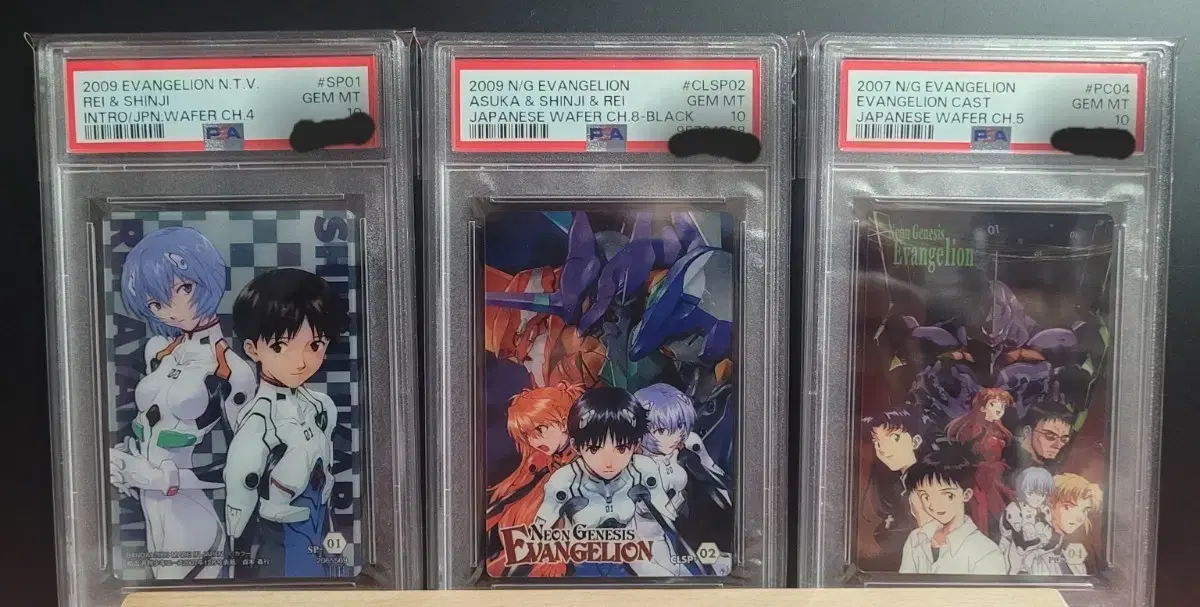 2009 EVANGELION N.T.V.
#SP01
REI & SHINJI
GEM MT
INTRO/JPN.WAFER CH.4
10
PSA
2009 N/G EVANGELION
#CLSP02
ASUKA & SHINJI & REI
GEM MT
JAPANESE WAFER CH.8-BLACK
10
PSA
2007 N/G EVANGELION
#PC04
EVANGELION CAST
GEM MT
JAPANESE WAFER CH.5
10
PSA
SP 01
NEON GENESIS
EVANGELION
CLSP 02
01
Neon Genesis
Evangelion
04